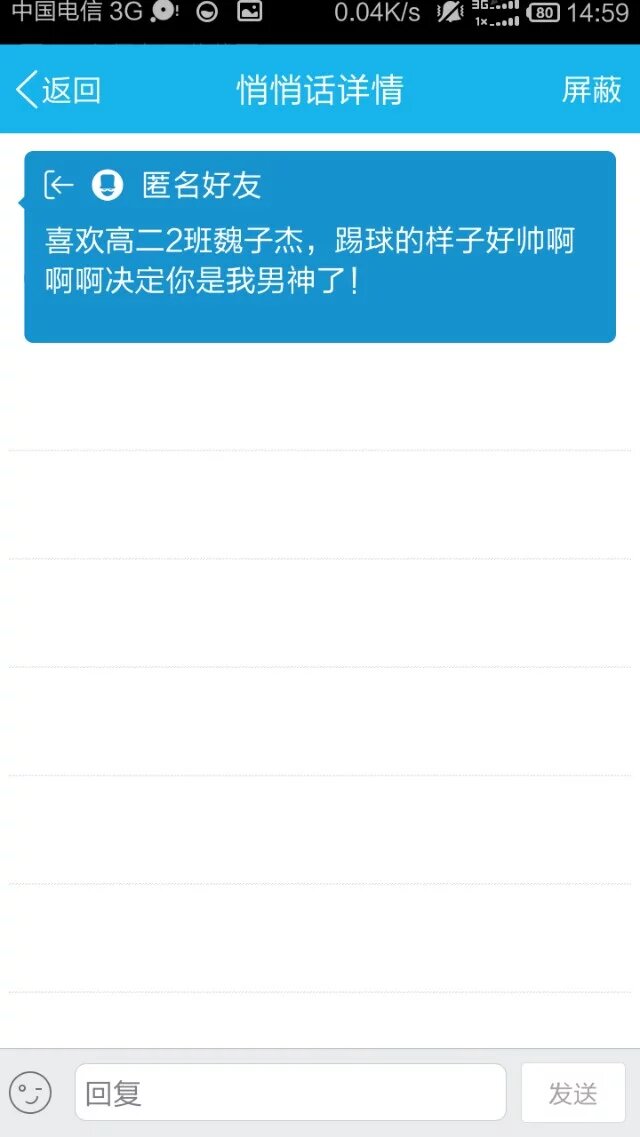 中国电信 3G 0.04K/s 3G 1x 80 14:59
返回 悄悄话详情 屏蔽
匿名好友
喜欢高二2班魏子杰，踢球的样子好帅啊
啊啊决定你是我男神了！
回复 发送